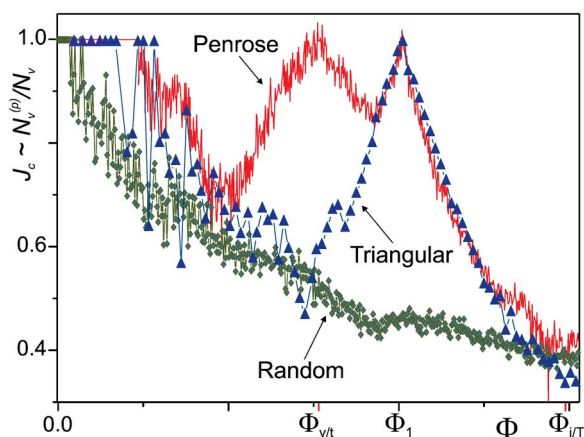 1.0
Penrose
J_c ~ N_v^(p)/N_v
0.8
0.6
Triangular
0.4
Random
0.0
Φ_v/t
Φ_1
Φ
Φ_i/T